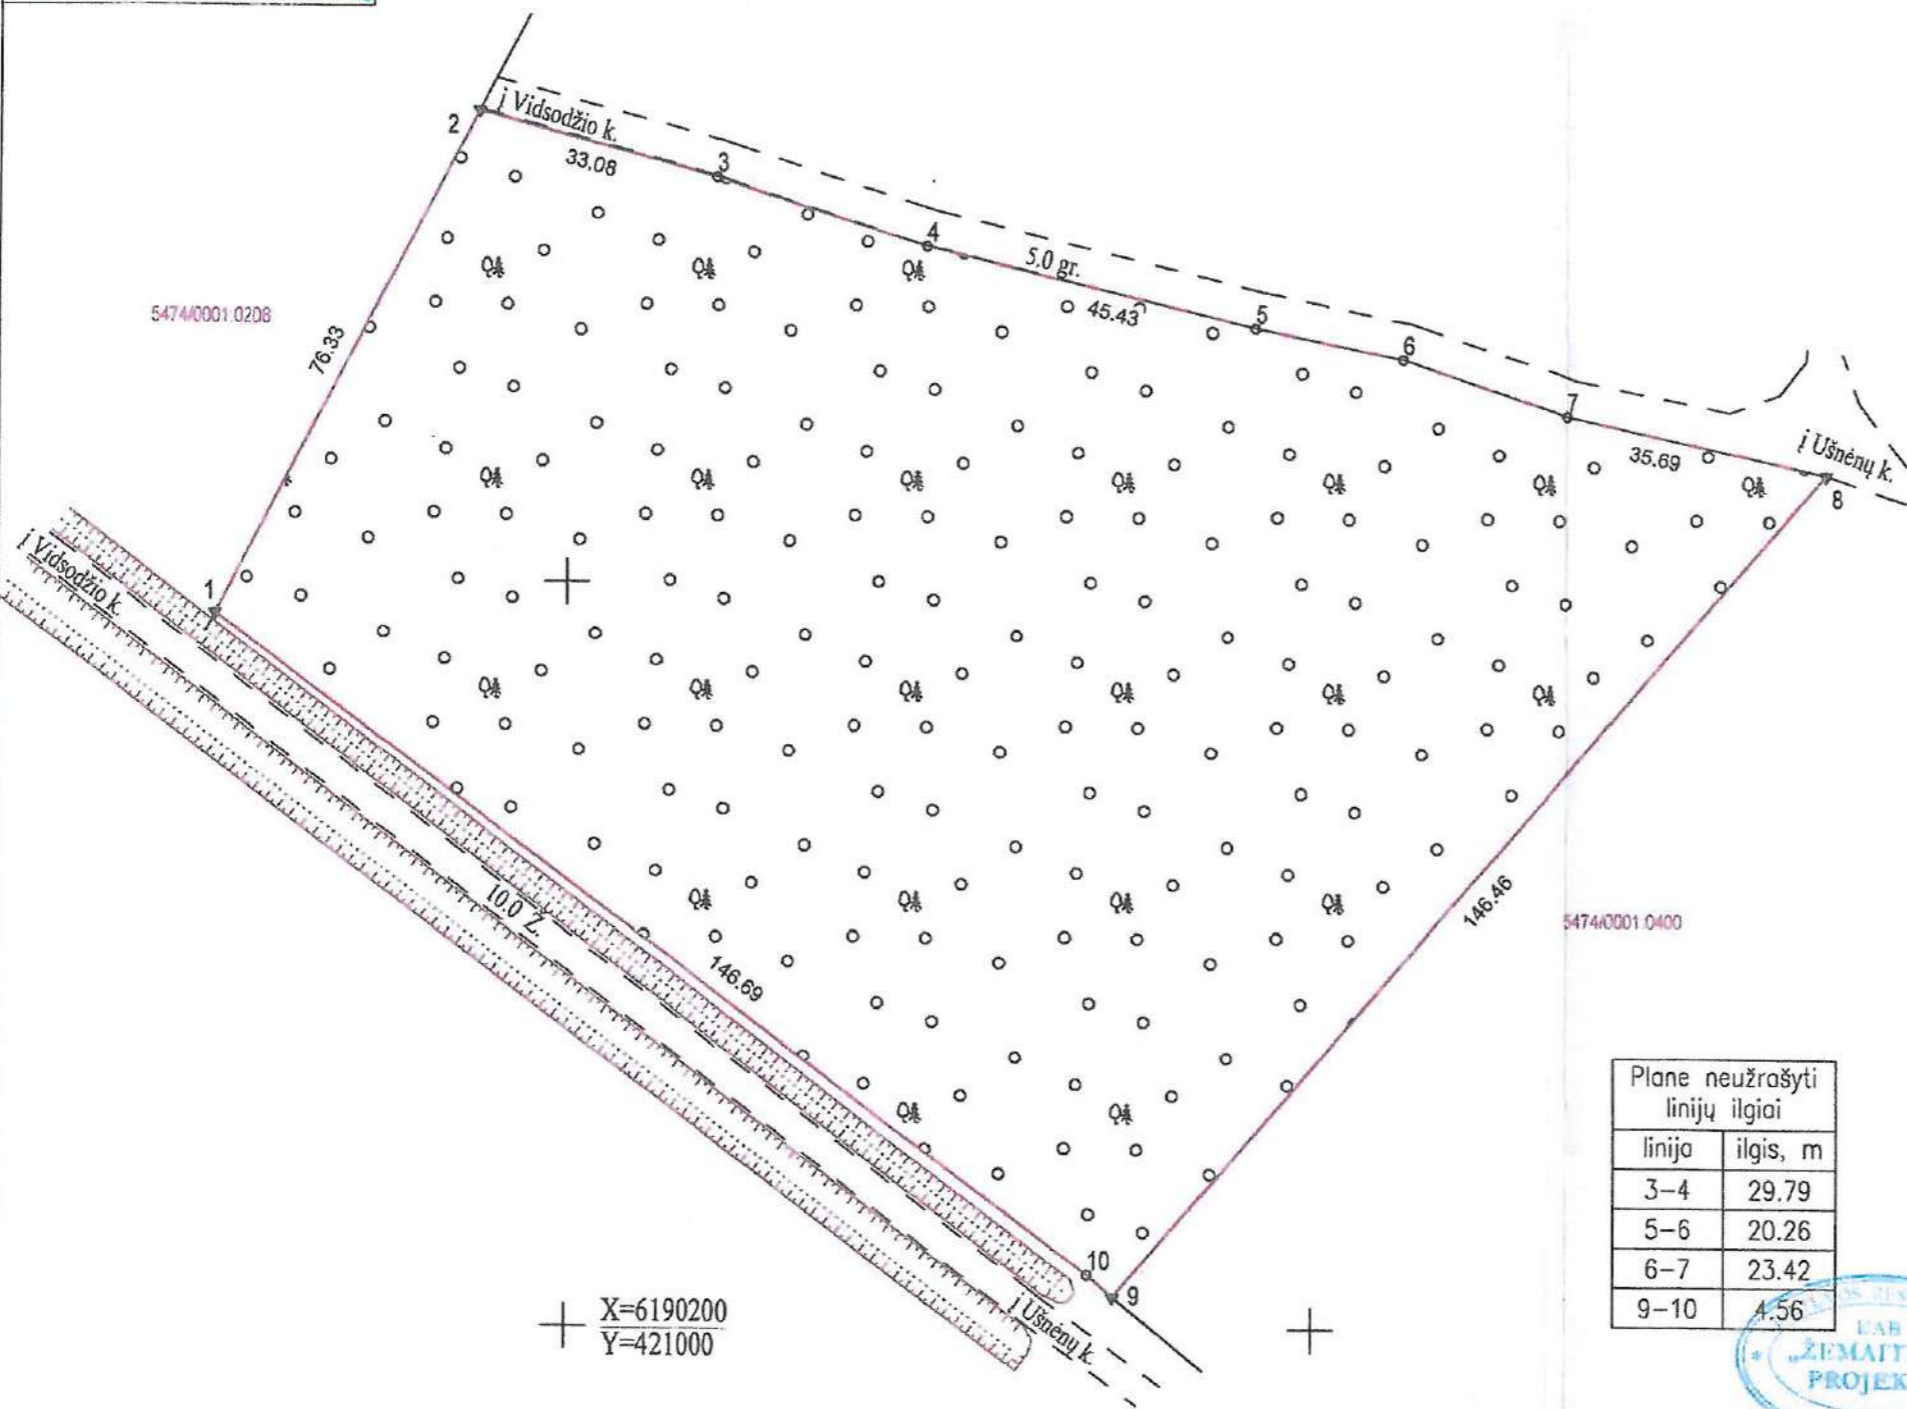 į Vidsodžio k.
2
33.08
3
4
5.0 gr.
45.43
5
6
7
35.69
į Ušnėnų k.
8
5474/0001:0208
76.33
1
į Vidsodžio k.
10.0 Ž.
146.69
146.46
5474/0001:0400
10
9
į Ušnėnų k.
X=6190200
Y=421000
Plane neužrašyti
linijų ilgiai
linija ilgis, m
3-4 29.79
5-6 20.26
6-7 23.42
9-10 4.56
UAB
PROJEK